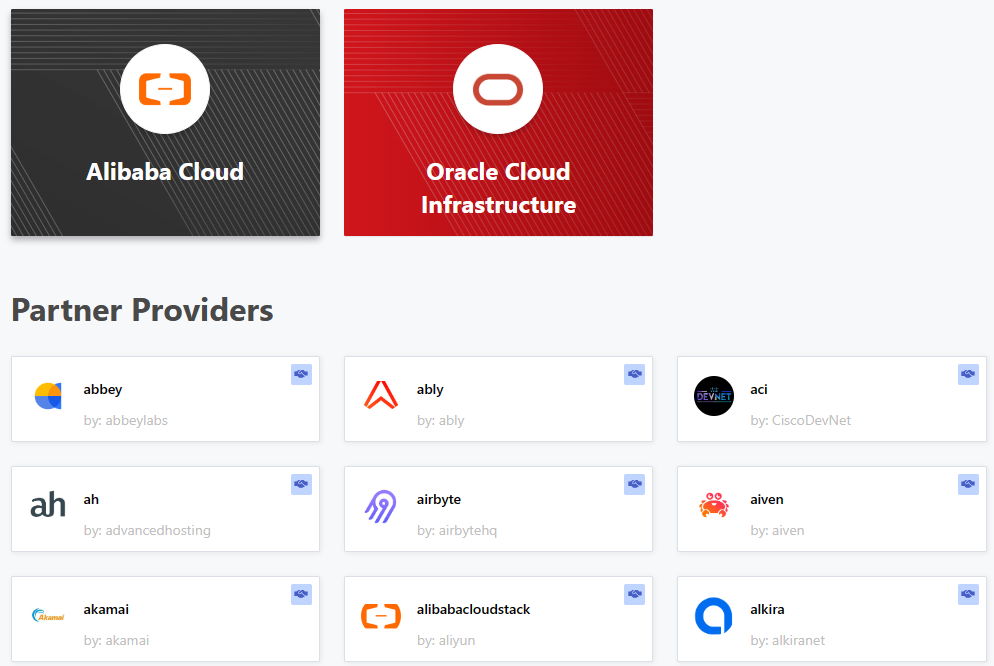 Alibaba Cloud
Oracle Cloud
Infrastructure
Partner Providers
abbey
by: abbeylabs
ably
by: ably
DEVNET
aci
by: CiscoDevNet
ah
ah
by: advancedhosting
airbyte
by: airbytehq
aiven
by: aiven
Akamai
akamai
by: akamai
alibabacloudstack
by: aliyun
alkira
by: alkiranet